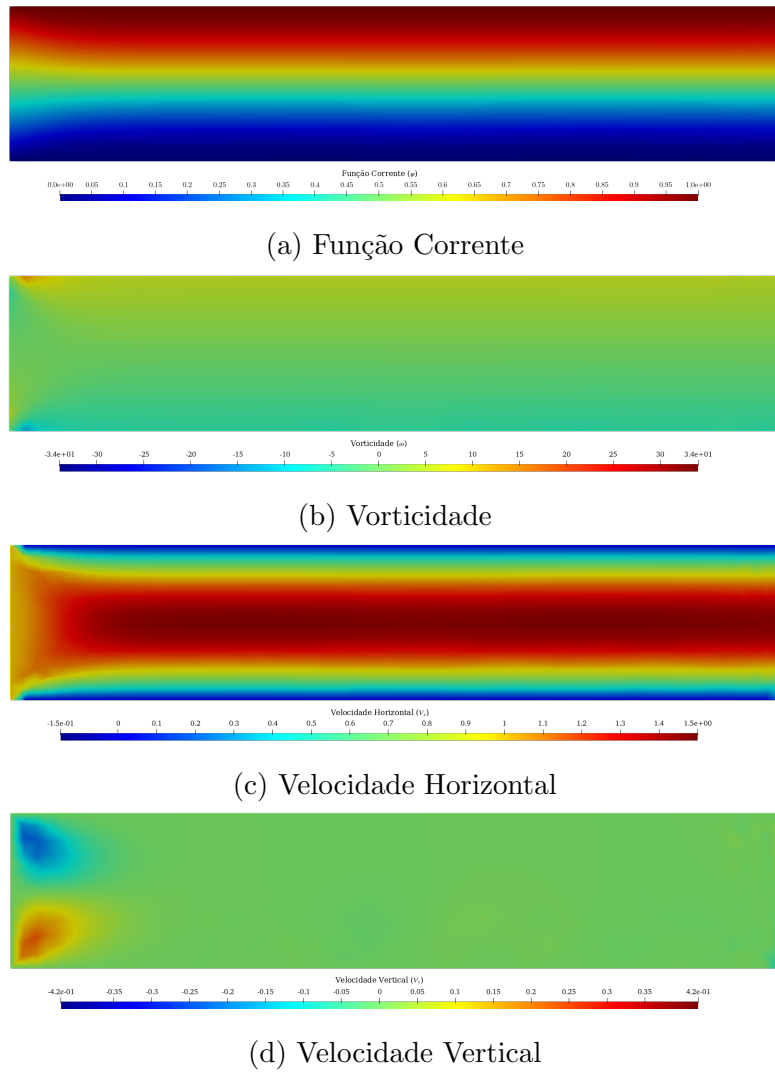 Função Corrente (ψ)
0.0e+00 0.05 0.1 0.15 0.2 0.25 0.3 0.35 0.4 0.45 0.5 0.55 0.6 0.65 0.7 0.75 0.8 0.85 0.9 0.95 1.0e+00
(a) Função Corrente
Vorticidade (ω)
-3.4e+01 -30 -25 -20 -15 -10 -5 0 5 10 15 20 25 30 3.4e+01
(b) Vorticidade
Velocidade Horizontal (Vₓ)
-1.5e-01 0 0.1 0.2 0.3 0.4 0.5 0.6 0.7 0.8 0.9 1 1.1 1.2 1.3 1.4 1.5e+00
(c) Velocidade Horizontal
Velocidade Vertical (Vᵧ)
-4.2e-01 -0.35 -0.3 -0.25 -0.2 -0.15 -0.1 -0.05 0 0.05 0.1 0.15 0.2 0.25 0.3 0.35 4.2e-01
(d) Velocidade Vertical